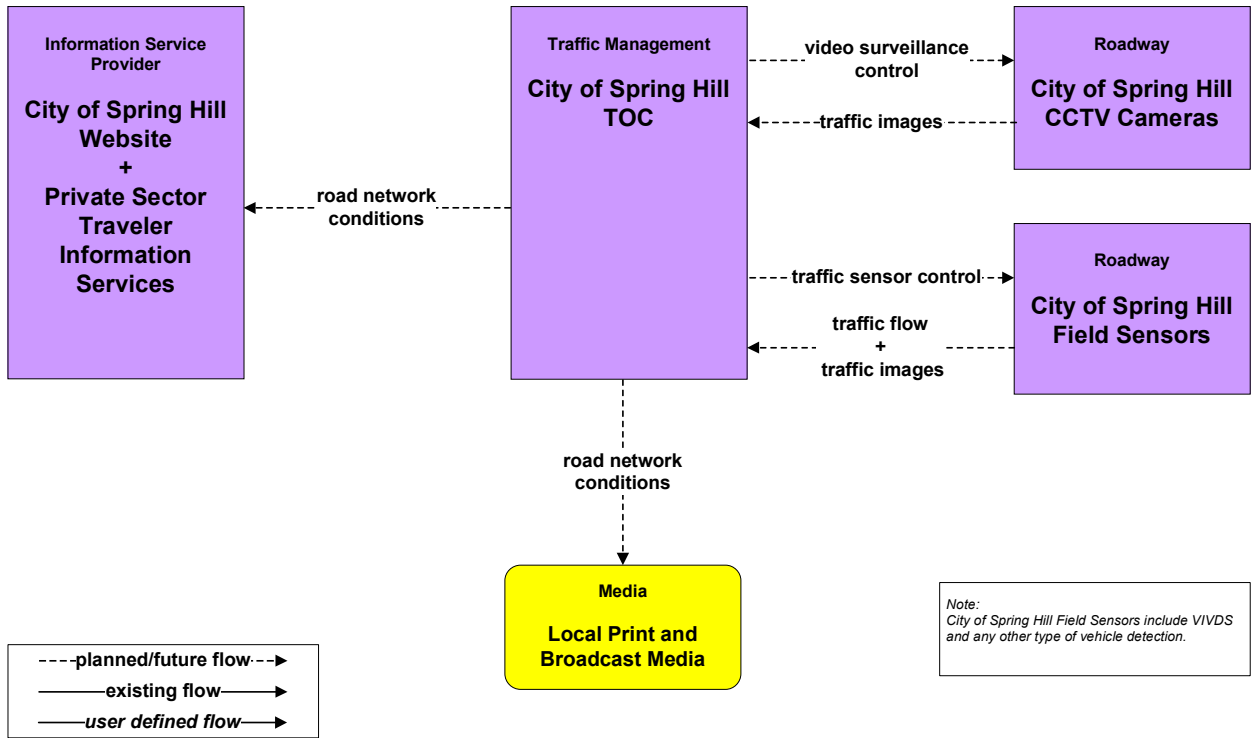 Information Service
Provider
City of Spring Hill
Website
+
Private Sector
Traveler
Information
Services
road network
conditions
Traffic Management
City of Spring Hill
TOC
video surveillance
control
traffic images
Roadway
City of Spring Hill
CCTV Cameras
traffic sensor control
traffic flow
+
traffic images
Roadway
City of Spring Hill
Field Sensors
road network
conditions
Media
Local Print and
Broadcast Media
Note:
City of Spring Hill Field Sensors include VIVDS
and any other type of vehicle detection.
planned/future flow
existing flow
user defined flow